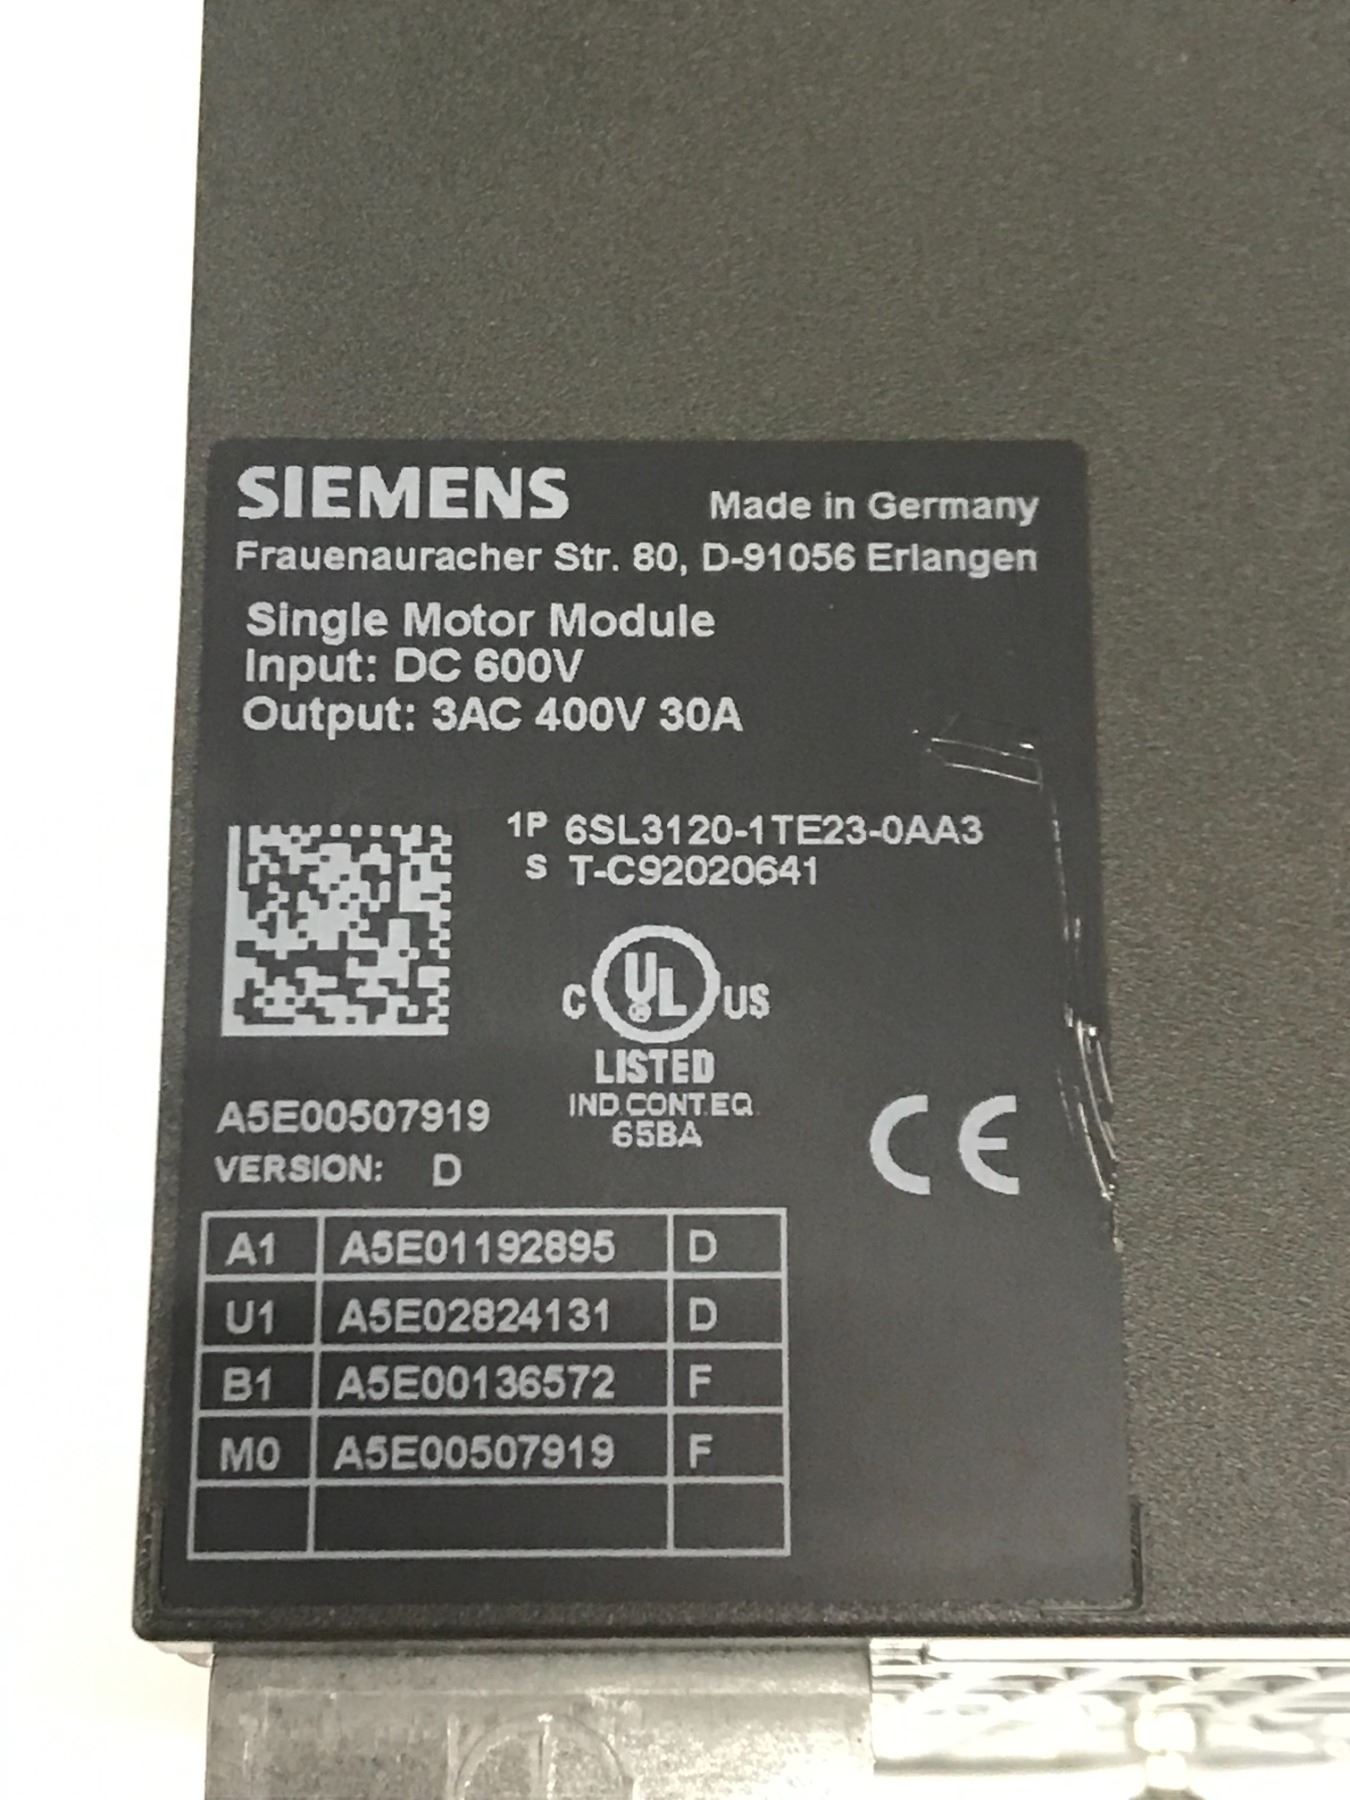 SIEMENS Made in Germany
Frauenauracher Str. 80, D-91056 Erlangen
Single Motor Module
Input: DC 600V
Output: 3AC 400V 30A
1P 6SL3120-1TE23-0AA3
S T-C92020641
C UL US
LISTED
IND.CONT.EQ.
65BA
A5E00507919
VERSION: D
CE
A1 A5E01192895 D
U1 A5E02824131 D
B1 A5E00136572 F
M0 A5E00507919 F